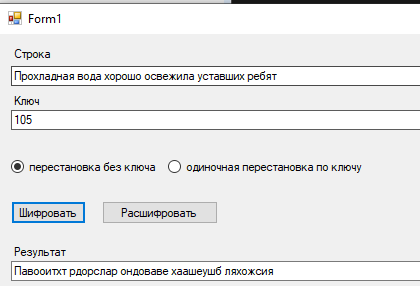 Form1
Строка
Прохладная вода хорошо освежила уставших ребят
Ключ
105
перестановка без ключа одиночная перестановка по ключу
Шифровать Расшифровать
Результат
Павооитхт рдорслар ондоваве хаашеушб ляхожсия